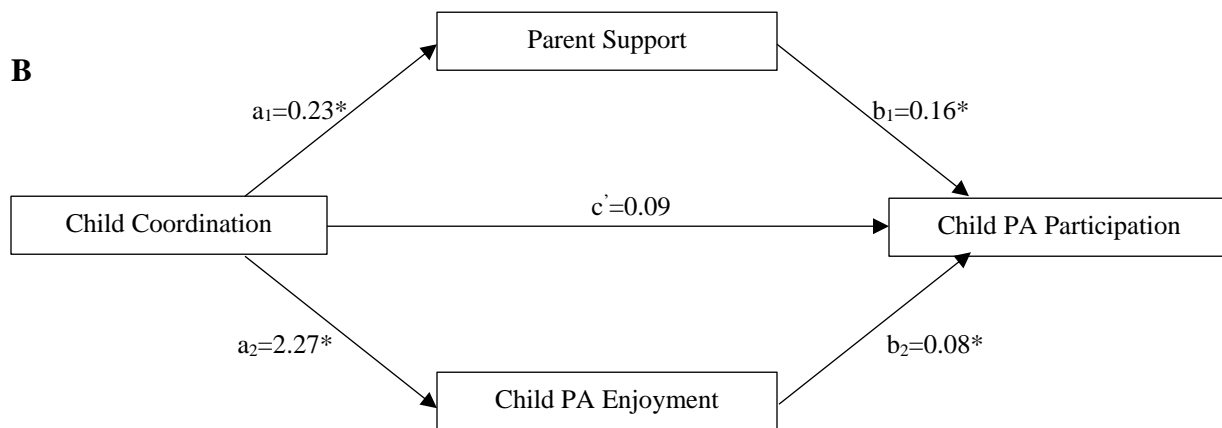 Parent Support
B
a₁=0.23*
b₁=0.16*
c'=0.09
Child Coordination
Child PA Participation
a₂=2.27*
b₂=0.08*
Child PA Enjoyment